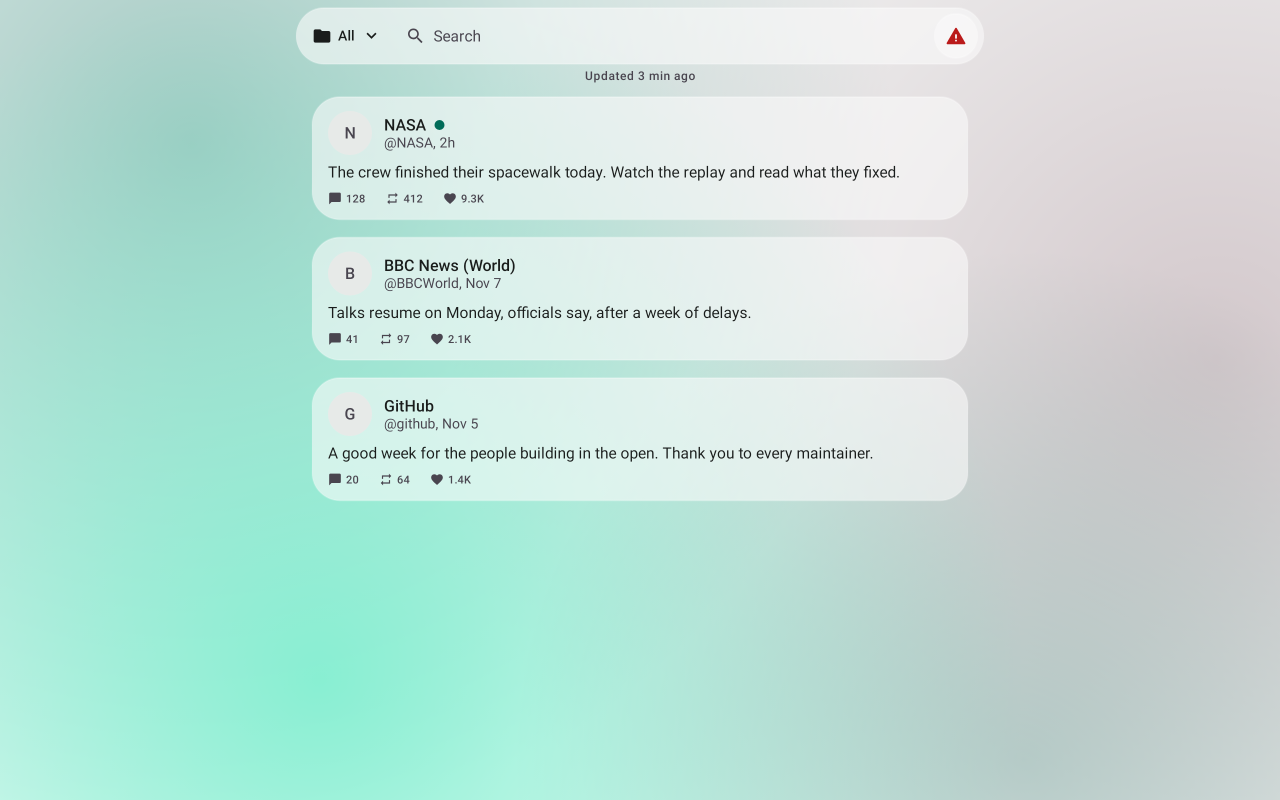 All
Search
Updated 3 min ago
N
NASA
@NASA, 2h
The crew finished their spacewalk today. Watch the replay and read what they fixed.
128 412 9.3K
B
BBC News (World)
@BBCWorld, Nov 7
Talks resume on Monday, officials say, after a week of delays.
41 97 2.1K
G
GitHub
@github, Nov 5
A good week for the people building in the open. Thank you to every maintainer.
20 64 1.4K